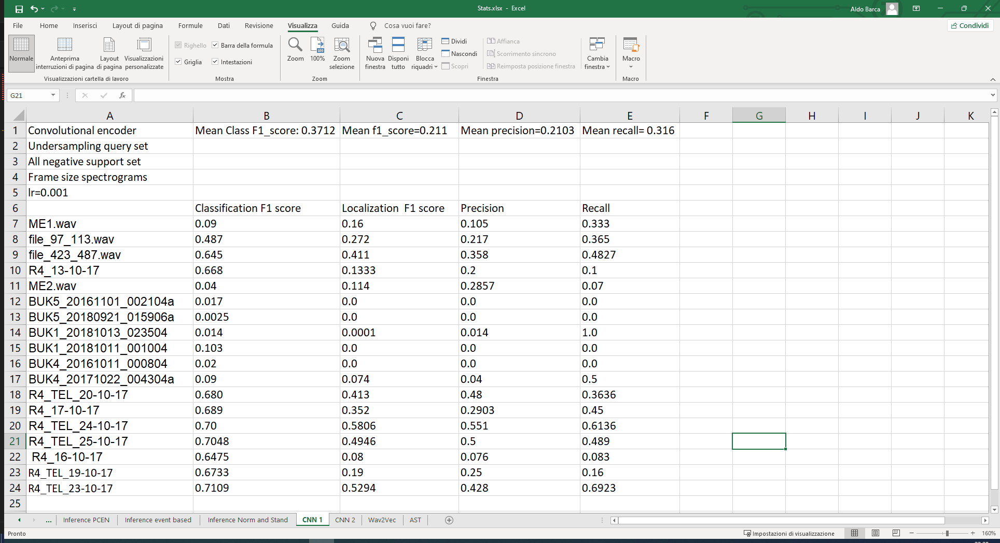 Stats.xlsx - Excel
Aldo Barca
File Home Inserisci Layout di pagina Formule Dati Revisione Visualizza Guida Cosa vuoi fare? Condividi
Normale
Anteprima interruzioni di pagina
Layout di pagina
Visualizzazioni personalizzate
Visualizzazioni cartella di lavoro
Righello
Barra della formula
Griglia
Intestazioni
Mostra
Zoom
100
100%
Zoom selezione
Zoom
Nuova finestra
Disponi tutto
Blocca riquadri
Dividi
Nascondi
Scopri
Affianca
Scorrimento sincrono
Reimposta posizione finestra
Cambia finestra
Finestra
Macro
Macro
G21
fx
A B C D E F G H I J K
1 Convolutional encoder Mean Class F1_score: 0.3712 Mean f1_score=0.211 Mean precision=0.2103 Mean recall= 0.316
2 Undersampling query set
3 All negative support set
4 Frame size spectrograms
5 lr=0.001
6 Classification F1 score Localization F1 score Precision Recall
7 ME1.wav 0.09 0.16 0.105 0.333
8 file_97_113.wav 0.487 0.272 0.217 0.365
9 file_423_487.wav 0.645 0.411 0.358 0.4827
10 R4_13-10-17 0.668 0.1333 0.2 0.1
11 ME2.wav 0.04 0.114 0.2857 0.07
12 BUK5_20161101_002104a 0.017 0.0 0.0 0.0
13 BUK5_20180921_015906a 0.0025 0.0 0.0 0.0
14 BUK1_20181013_023504 0.014 0.0001 0.014 1.0
15 BUK1_20181011_001004 0.103 0.0 0.0 0.0
16 BUK4_20161011_000804 0.02 0.0 0.0 0.0
17 BUK4_20171022_004304a 0.09 0.074 0.04 0.5
18 R4_TEL_20-10-17 0.680 0.413 0.48 0.3636
19 R4_17-10-17 0.689 0.352 0.2903 0.45
20 R4_TEL_24-10-17 0.70 0.5806 0.551 0.6136
21 R4_TEL_25-10-17 0.7048 0.4946 0.5 0.489
22 R4_16-10-17 0.6475 0.08 0.076 0.083
23 R4_TEL_19-10-17 0.6733 0.19 0.25 0.16
24 R4_TEL_23-10-17 0.7109 0.5294 0.428 0.6923
25
... Inference PCEN Inference event based Inference Norm and Stand CNN 1 CNN 2 Wav2Vec AST
Pronto
Impostazioni di visualizzazione
160%